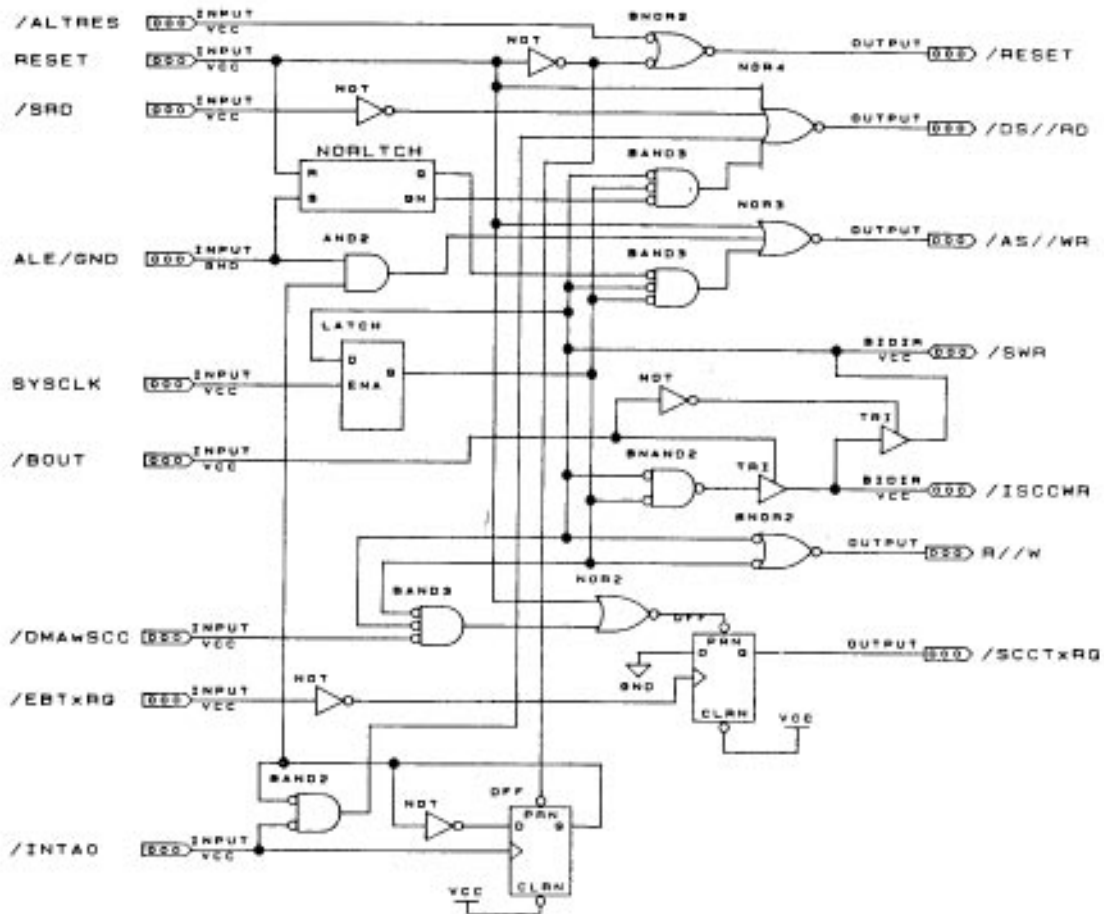 /ALTRES INPUT VCC
BNOR2
RESET INPUT VCC
NOT
OUTPUT /RESET
NOR4
/SRD INPUT VCC
NOT
OUTPUT /DS//RD
NORLTCH
R Q
S QN
BAND3
NOR3
ALE/GND INPUT GND
AND2
OUTPUT /AS//WR
BAND3
LATCH
D Q
ENA
BIDIR VCC /SWR
SYSCLK INPUT VCC
NOT
TRI
/BOUT INPUT VCC
BNAND2
TRI
BIDIR VCC /ISCCWR
BNOR2
OUTPUT R//W
NOR2
BAND3
/DMAWSCC INPUT VCC
DFF
PRN
D Q
CLRN
GND
VCC
OUTPUT /SCCTxRQ
/EBTxRQ INPUT VCC
NOT
BAND2
NOT
DFF
PRN
D Q
CLRN
VCC
/INTA0 INPUT VCC